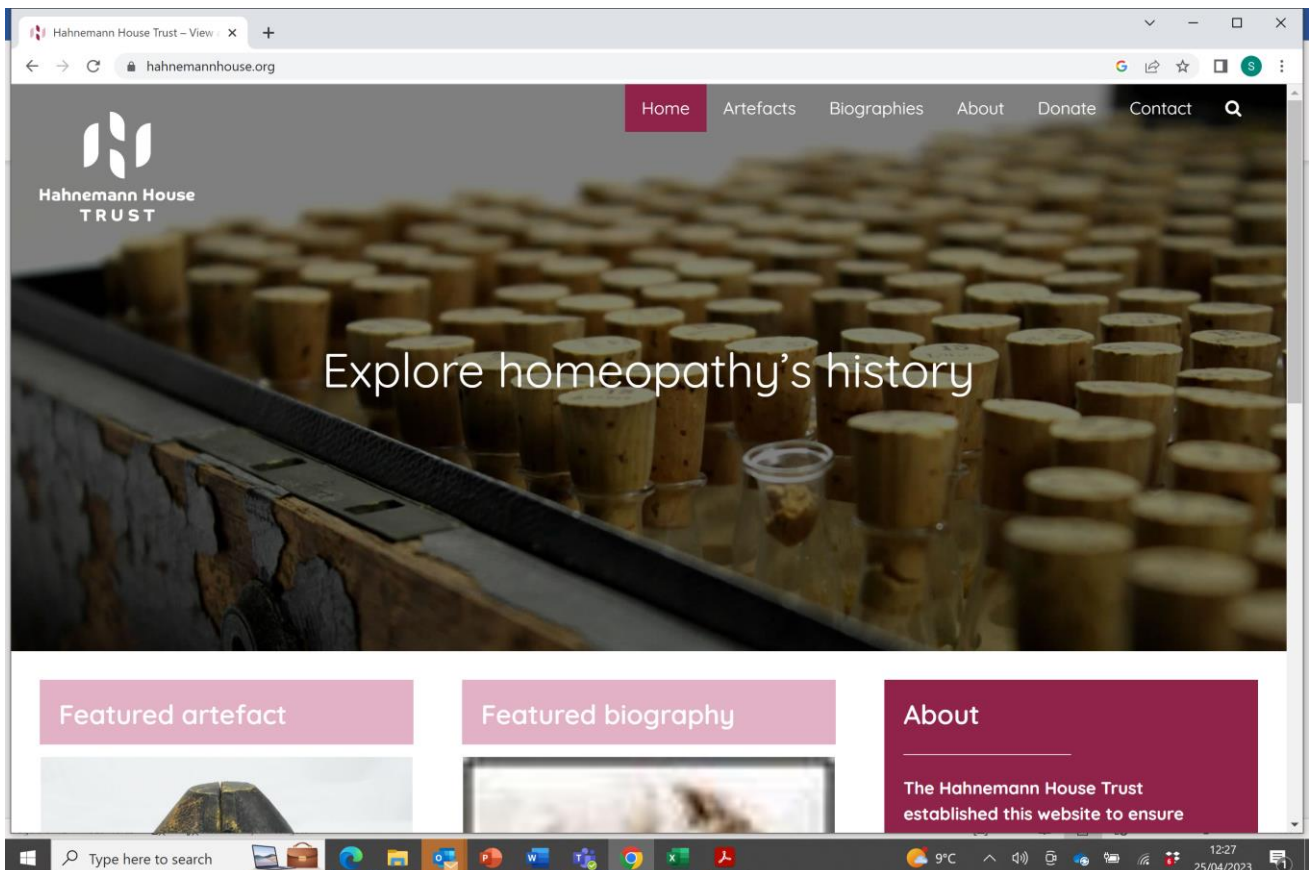 Hahnemann House Trust – View
hahnemannhouse.org
S
Home Artefacts Biographies About Donate Contact
Hahnemann House
TRUST
Explore homeopathy's history
Featured artefact
Featured biography
About
The Hahnemann House Trust
established this website to ensure
Type here to search
9°C
12:27
25/04/2023